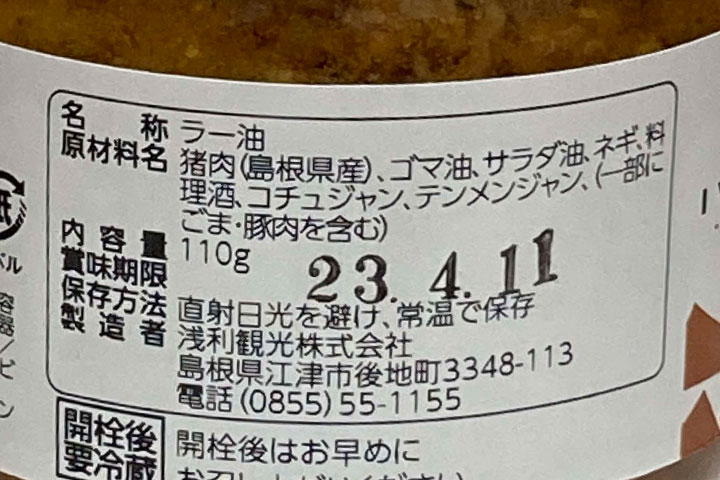 名称 ラー油
原材料名 猪肉(島根県産)、ゴマ油、サラダ油、ネギ、料
理酒、コチュジャン、テンメンジャン、(一部に
ごま・豚肉を含む)
内容量 110g
賞味期限 23.4.11
保存方法 直射日光を避け、常温で保存
製造者 浅利観光株式会社
島根県江津市後地町3348-113
電話(0855)55-1155
開栓後
要冷蔵
開栓後はお早めに